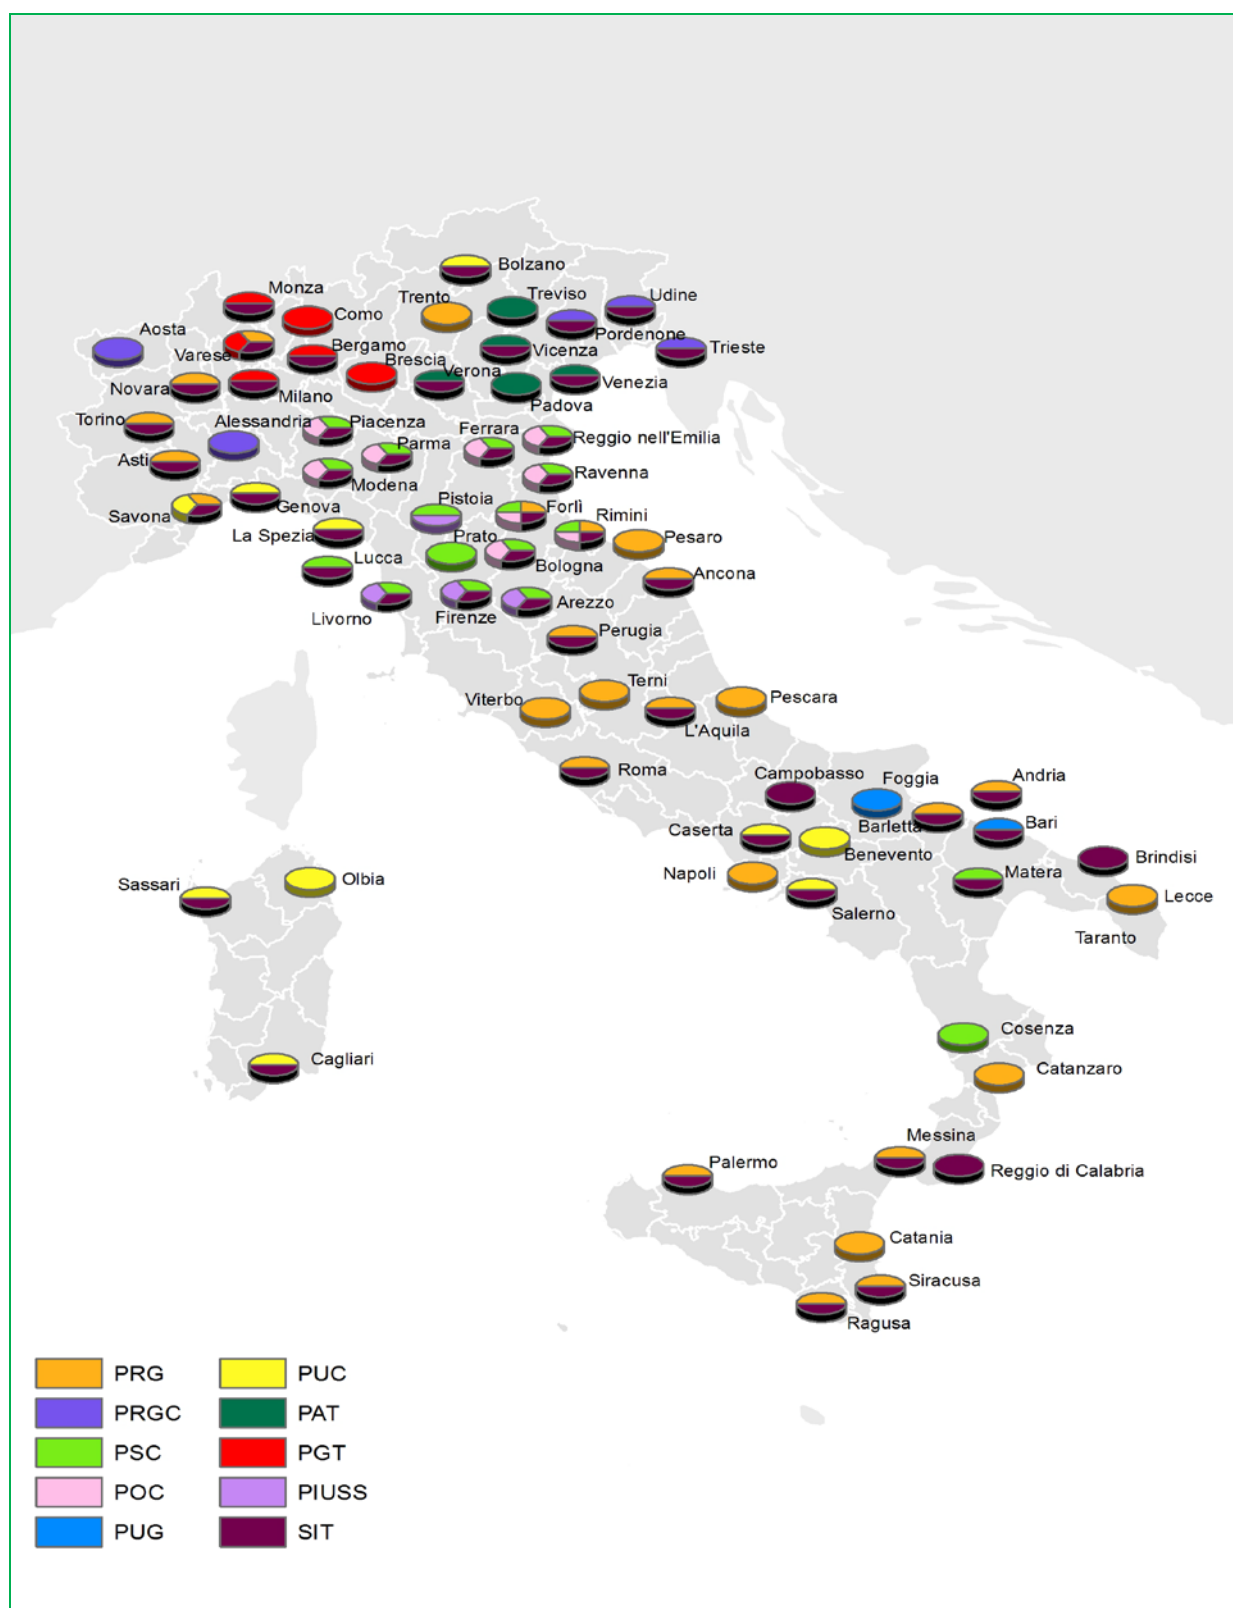 Bolzano
Monza
Trento
Treviso
Udine
Como
Aosta
Pordenone
Bergamo
Trieste
Varese
Vicenza
Brescia
Verona
Novara
Milano
Venezia
Padova
Torino
Alessandria
Piacenza
Ferrara
Reggio nell'Emilia
Parma
Asti
Modena
Ravenna
Pistoia
Genova
Savona
Forlì
Rimini
La Spezia
Prato
Pesaro
Lucca
Bologna
Ancona
Livorno
Firenze
Arezzo
Perugia
Terni
Viterbo
Pescara
L'Aquila
Roma
Campobasso
Foggia
Andria
Caserta
Barletta
Bari
Benevento
Brindisi
Napoli
Matera
Sassari
Olbia
Lecce
Salerno
Taranto
Cosenza
Cagliari
Catanzaro
Messina
Palermo
Reggio di Calabria
Catania
Siracusa
Ragusa
PRG
PRGC
PSC
POC
PUG
PUC
PAT
PGT
PIUSS
SIT